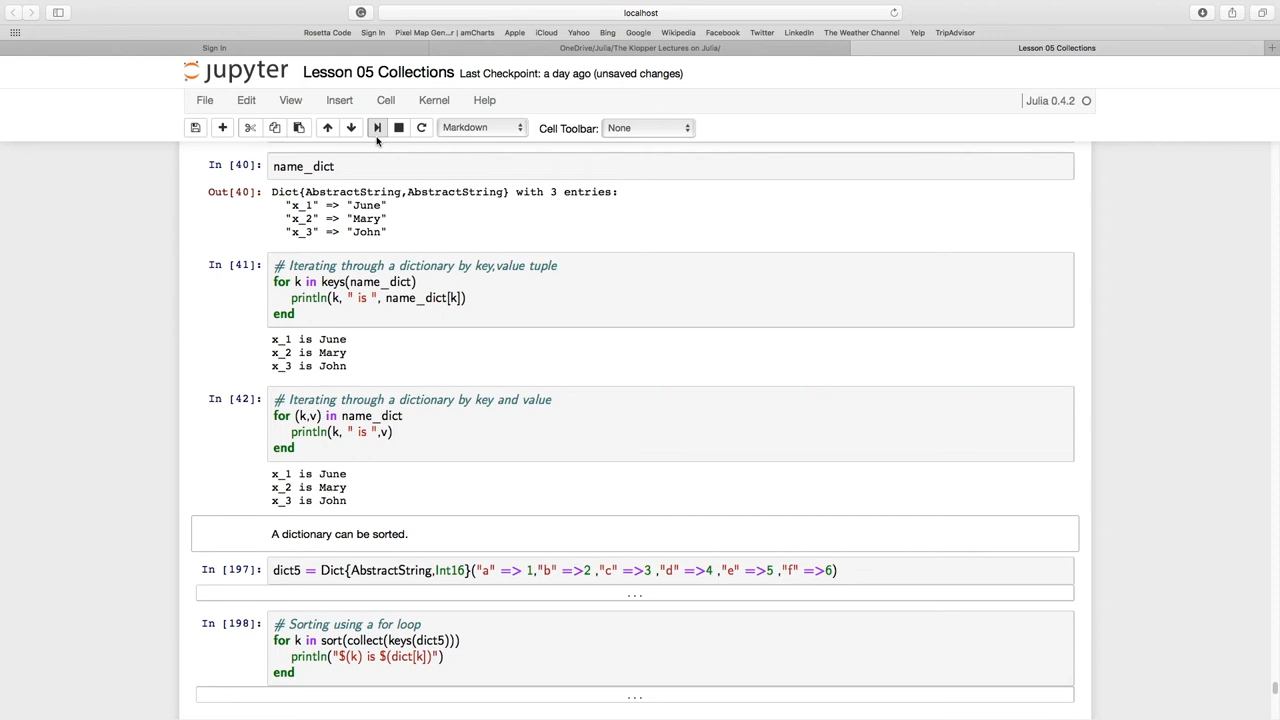 localhost
Rosetta Code Sign In Pixel Map Gen...r | amCharts Apple iCloud Yahoo Bing Google Wikipedia Facebook Twitter LinkedIn The Weather Channel Yelp TripAdvisor
Sign In OneDrive/Julia/The Klopper Lectures on Julia/ Lesson 05 Collections
jupyter Lesson 05 Collections Last Checkpoint: a day ago (unsaved changes)
File Edit View Insert Cell Kernel Help Julia 0.4.2
Markdown Cell Toolbar: None
In [40]: name_dict
Out[40]: Dict{AbstractString,AbstractString} with 3 entries:
"x_1" => "June"
"x_2" => "Mary"
"x_3" => "John"
In [41]: # Iterating through a dictionary by key,value tuple
for k in keys(name_dict)
println(k, " is ", name_dict[k])
end
x_1 is June
x_2 is Mary
x_3 is John
In [42]: # Iterating through a dictionary by key and value
for (k,v) in name_dict
println(k, " is ",v)
end
x_1 is June
x_2 is Mary
x_3 is John
A dictionary can be sorted.
In [197]: dict5 = Dict{AbstractString,Int16}("a" => 1,"b" =>2 ,"c" =>3 ,"d" =>4 ,"e" =>5 ,"f" =>6)
...
In [198]: # Sorting using a for loop
for k in sort(collect(keys(dict5)))
println("$(k) is $(dict[k])")
end
...